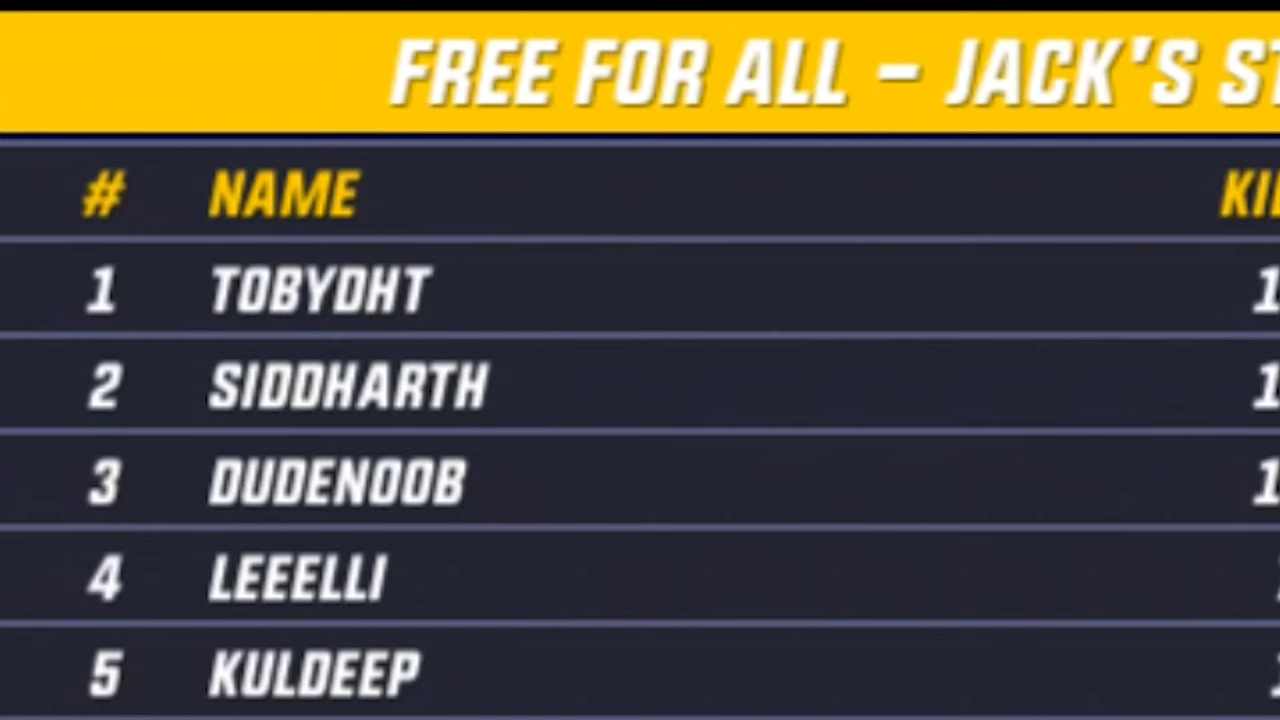 FREE FOR ALL – JACK'S
# NAME
1 TOBYDHT
2 SIDDHARTH
3 DUDENOOB
4 LEEELLI
5 KULDEEP